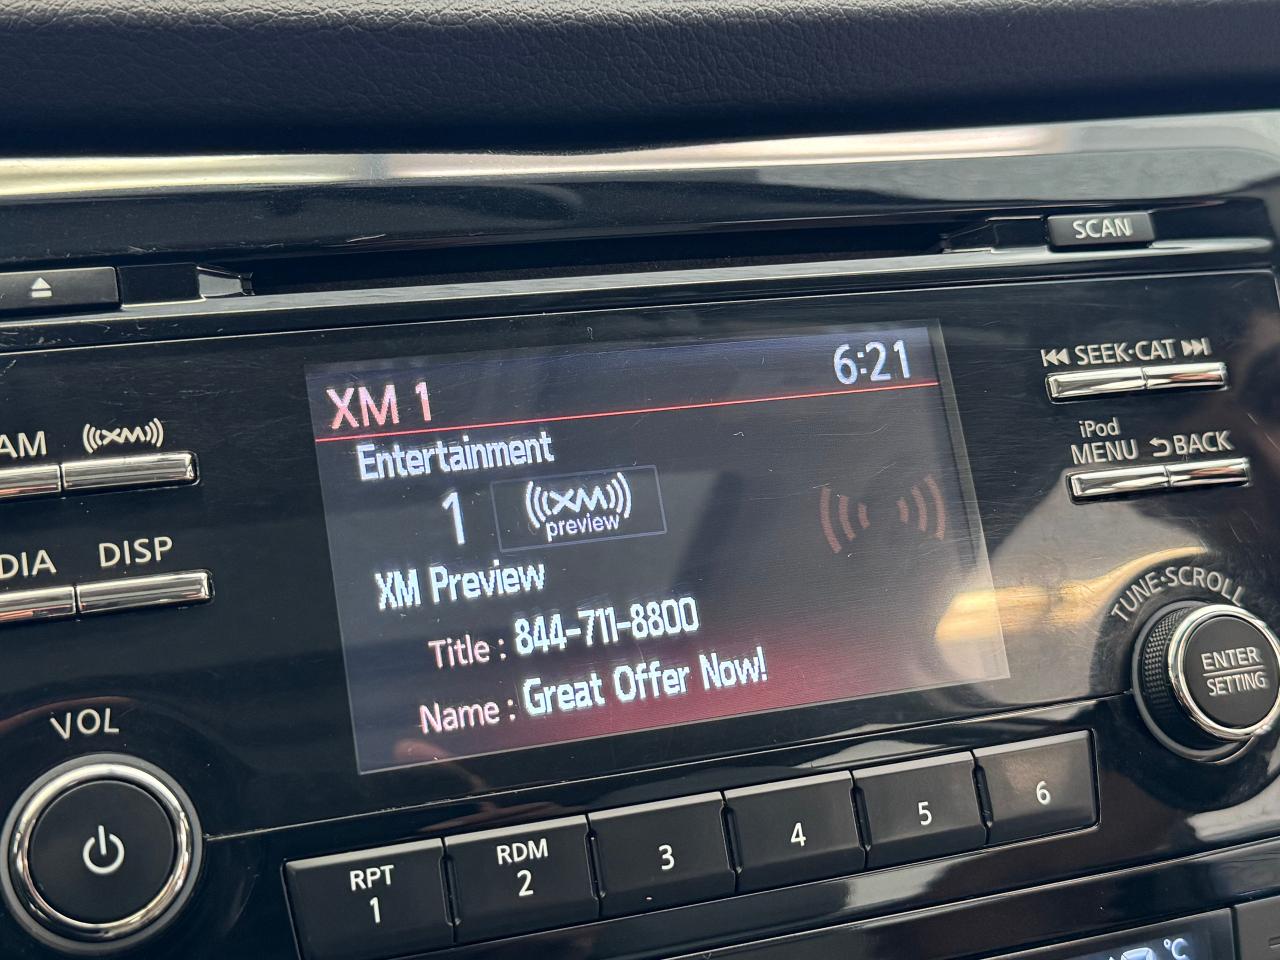 SCAN
XM 1
6:21
SEEK·CAT
AM
XM
Entertainment
iPod
MENU
BACK
1
XM
preview
DISP
XM Preview
TUNE·SCROLL
Title : 844-711-8800
ENTER
SETTING
Name : Great Offer Now!
VOL
RPT
1
RDM
2
3
4
5
6
°C